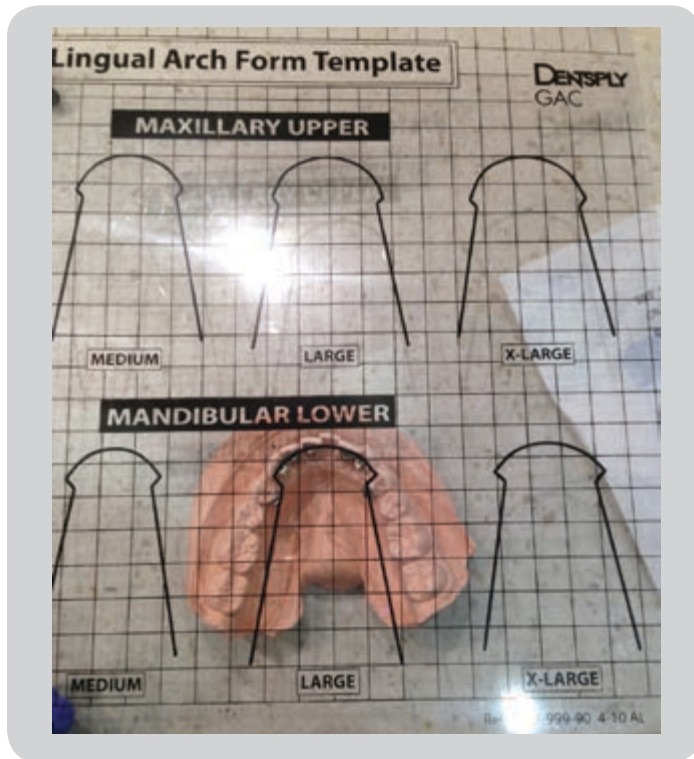 Lingual Arch Form Template
DENTSPLY
GAC
MAXILLARY UPPER
MEDIUM
LARGE
X-LARGE
MANDIBULAR LOWER
MEDIUM
LARGE
X-LARGE
999-90 4-10 AL